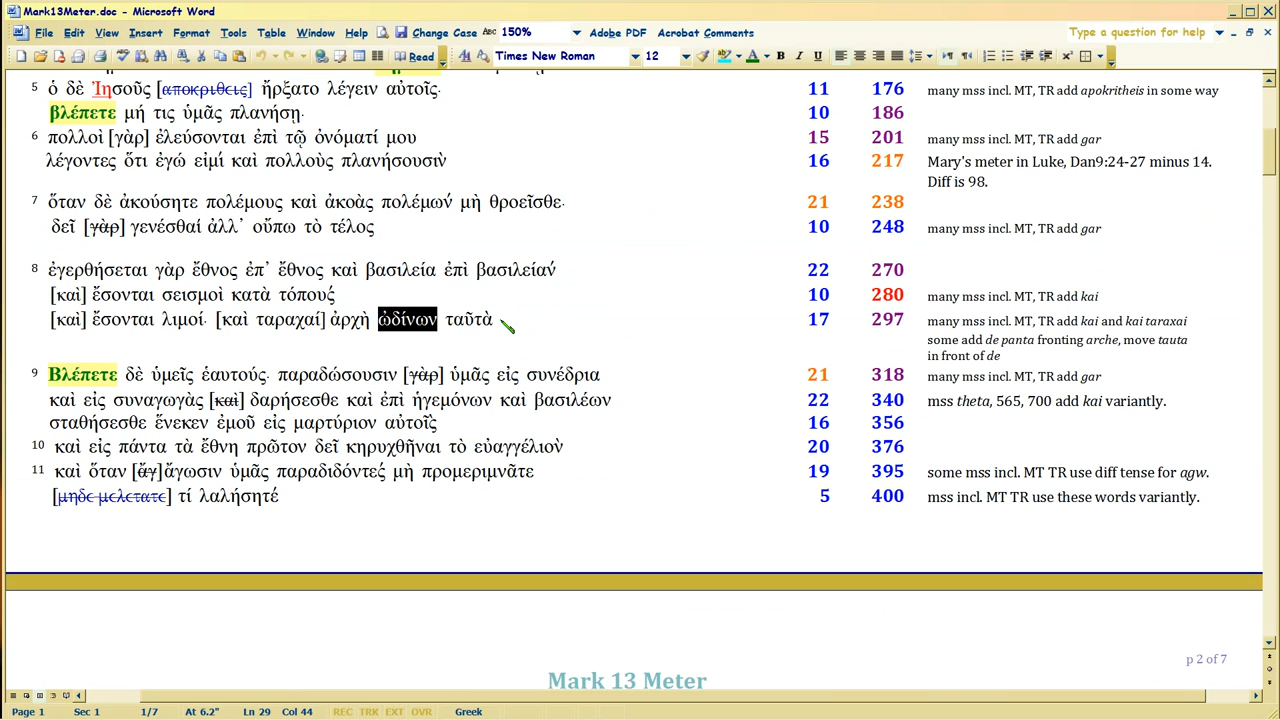 Mark13Meter.doc - Microsoft Word
File Edit View Insert Format Tools Table Window Help Change Case 150% Adobe PDF Acrobat Comments Type a question for help
Read Times New Roman 12
5 ὁ δὲ Ἰησοῦς [αποκριθεις] ἤρξατο λέγειν αὐτοῖς· 11 176 many mss incl. MT, TR add apokritheis in some way
βλέπετε μή τις ὑμᾶς πλανήσῃ· 10 186
6 πολλοὶ [γὰρ] ἐλεύσονται ἐπὶ τῷ ὀνόματί μου 15 201 many mss incl. MT, TR add gar
λέγοντες ὅτι ἐγώ εἰμί καὶ πολλοὺς πλανήσουσιν̀ 16 217 Mary's meter in Luke, Dan9:24-27 minus 14.
Diff is 98.
7 ὅταν δὲ ἀκούσητε πολέμους καὶ ἀκοὰς πολέμων́ μὴ θροεῖσθε· 21 238
δεῖ [γὰρ] γενέσθαί ἀλλ᾽ οὔπω τὸ τέλος 10 248 many mss incl. MT, TR add gar
8 ἐγερθήσεται γὰρ ἔθνος ἐπ᾽ ἔθνος καὶ βασιλεία ἐπὶ βασιλείαν́ 22 270
[καὶ] ἔσονται σεισμοὶ κατὰ τόπους́ 10 280 many mss incl. MT, TR add kai
[καὶ] ἔσονται λιμοί· [καὶ ταραχαί] ἀρχὴ ὠδίνων ταῦτὰ 17 297 many mss incl. MT, TR add kai and kai taraxai
some add de panta fronting arche, move tauta
in front of de
9 Βλέπετε δὲ ὑμεῖς ἑαυτούς· παραδώσουσιν [γὰρ] ὑμᾶς εἰς συνέδρια 21 318 many mss incl. MT, TR add gar
καὶ εἰς συναγωγὰς [καὶ] δαρήσεσθε καὶ ἐπὶ ἡγεμόνων καὶ βασιλέων 22 340 mss theta, 565, 700 add kai variantly.
σταθήσεσθε ἕνεκεν ἐμοῦ εἰς μαρτύριον αὐτοῖς̀ 16 356
10 καὶ εἰς πάντα τὰ ἔθνη πρῶτον δεῖ κηρυχθῆναι τὸ εὐαγγέλιον̀ 20 376
11 καὶ ὅταν [ἄγ]ἄγωσιν ὑμᾶς παραδιδόντες́ μὴ προμεριμνᾶτε 19 395 some mss incl. MT TR use diff tense for agw.
[μηδε μελετατε] τί λαλήσητέ 5 400 mss incl. MT TR use these words variantly.
p 2 of 7
Mark 13 Meter
Page 1 Sec 1 1/7 At 6.2" Ln 29 Col 44 REC TRK EXT OVR Greek